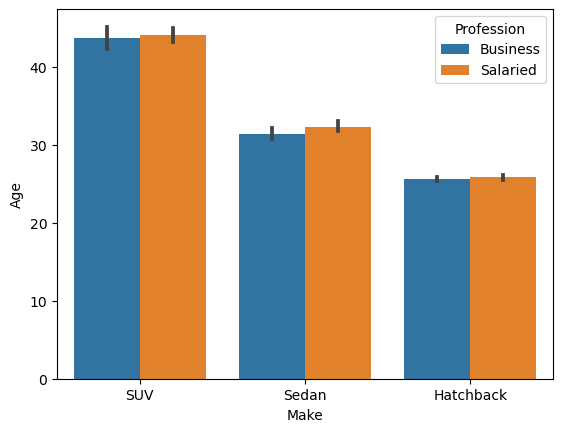 Profession
Business
Salaried
Age
40
30
20
10
0
SUV Sedan Hatchback
Make